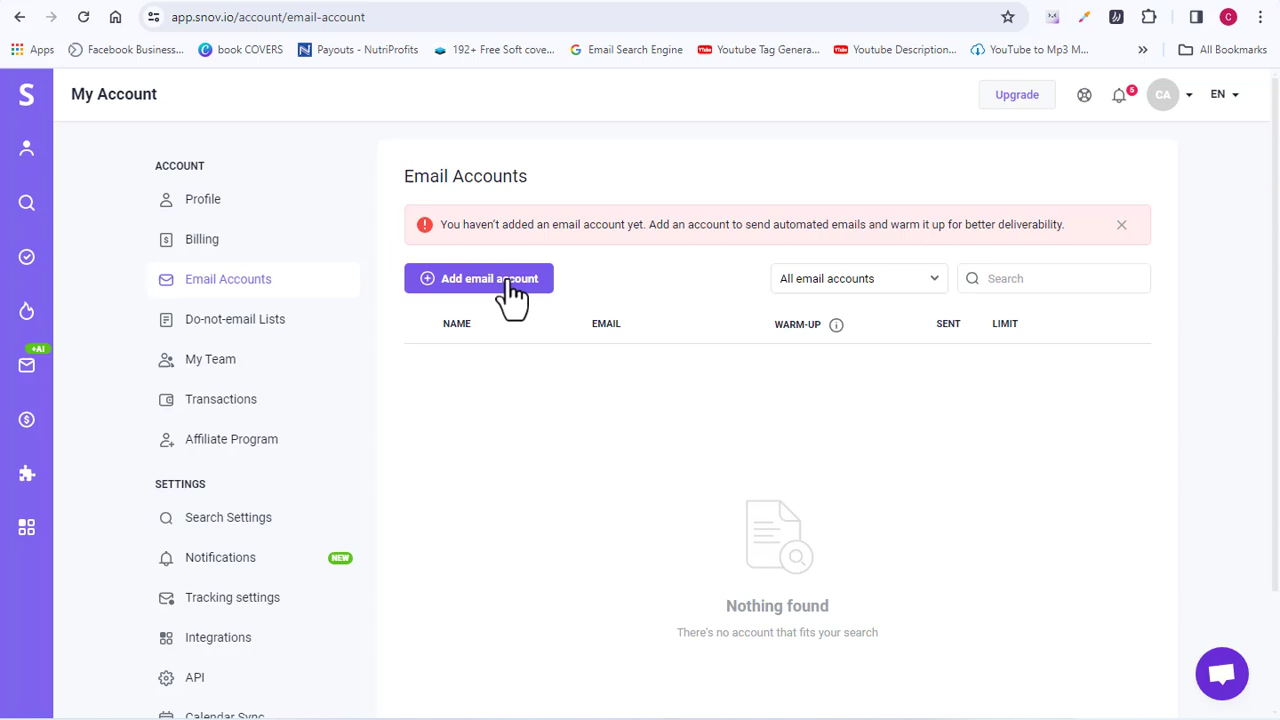 app.snov.io/account/email-account
Apps
Facebook Business...
book COVERS
Payouts - NutriProfits
192+ Free Soft cove...
Email Search Engine
Youtube Tag Genera...
Youtube Description...
YouTube to Mp3 M...
All Bookmarks
S
My Account
Upgrade
5
CA
EN
ACCOUNT
Profile
Billing
Email Accounts
Do-not-email Lists
My Team
Transactions
Affiliate Program
SETTINGS
Search Settings
Notifications
NEW
Tracking settings
Integrations
API
Calendar Sync
+AI
Email Accounts
You haven't added an email account yet. Add an account to send automated emails and warm it up for better deliverability.
Add email account
All email accounts
Search
NAME
EMAIL
WARM-UP
SENT
LIMIT
Nothing found
There's no account that fits your search